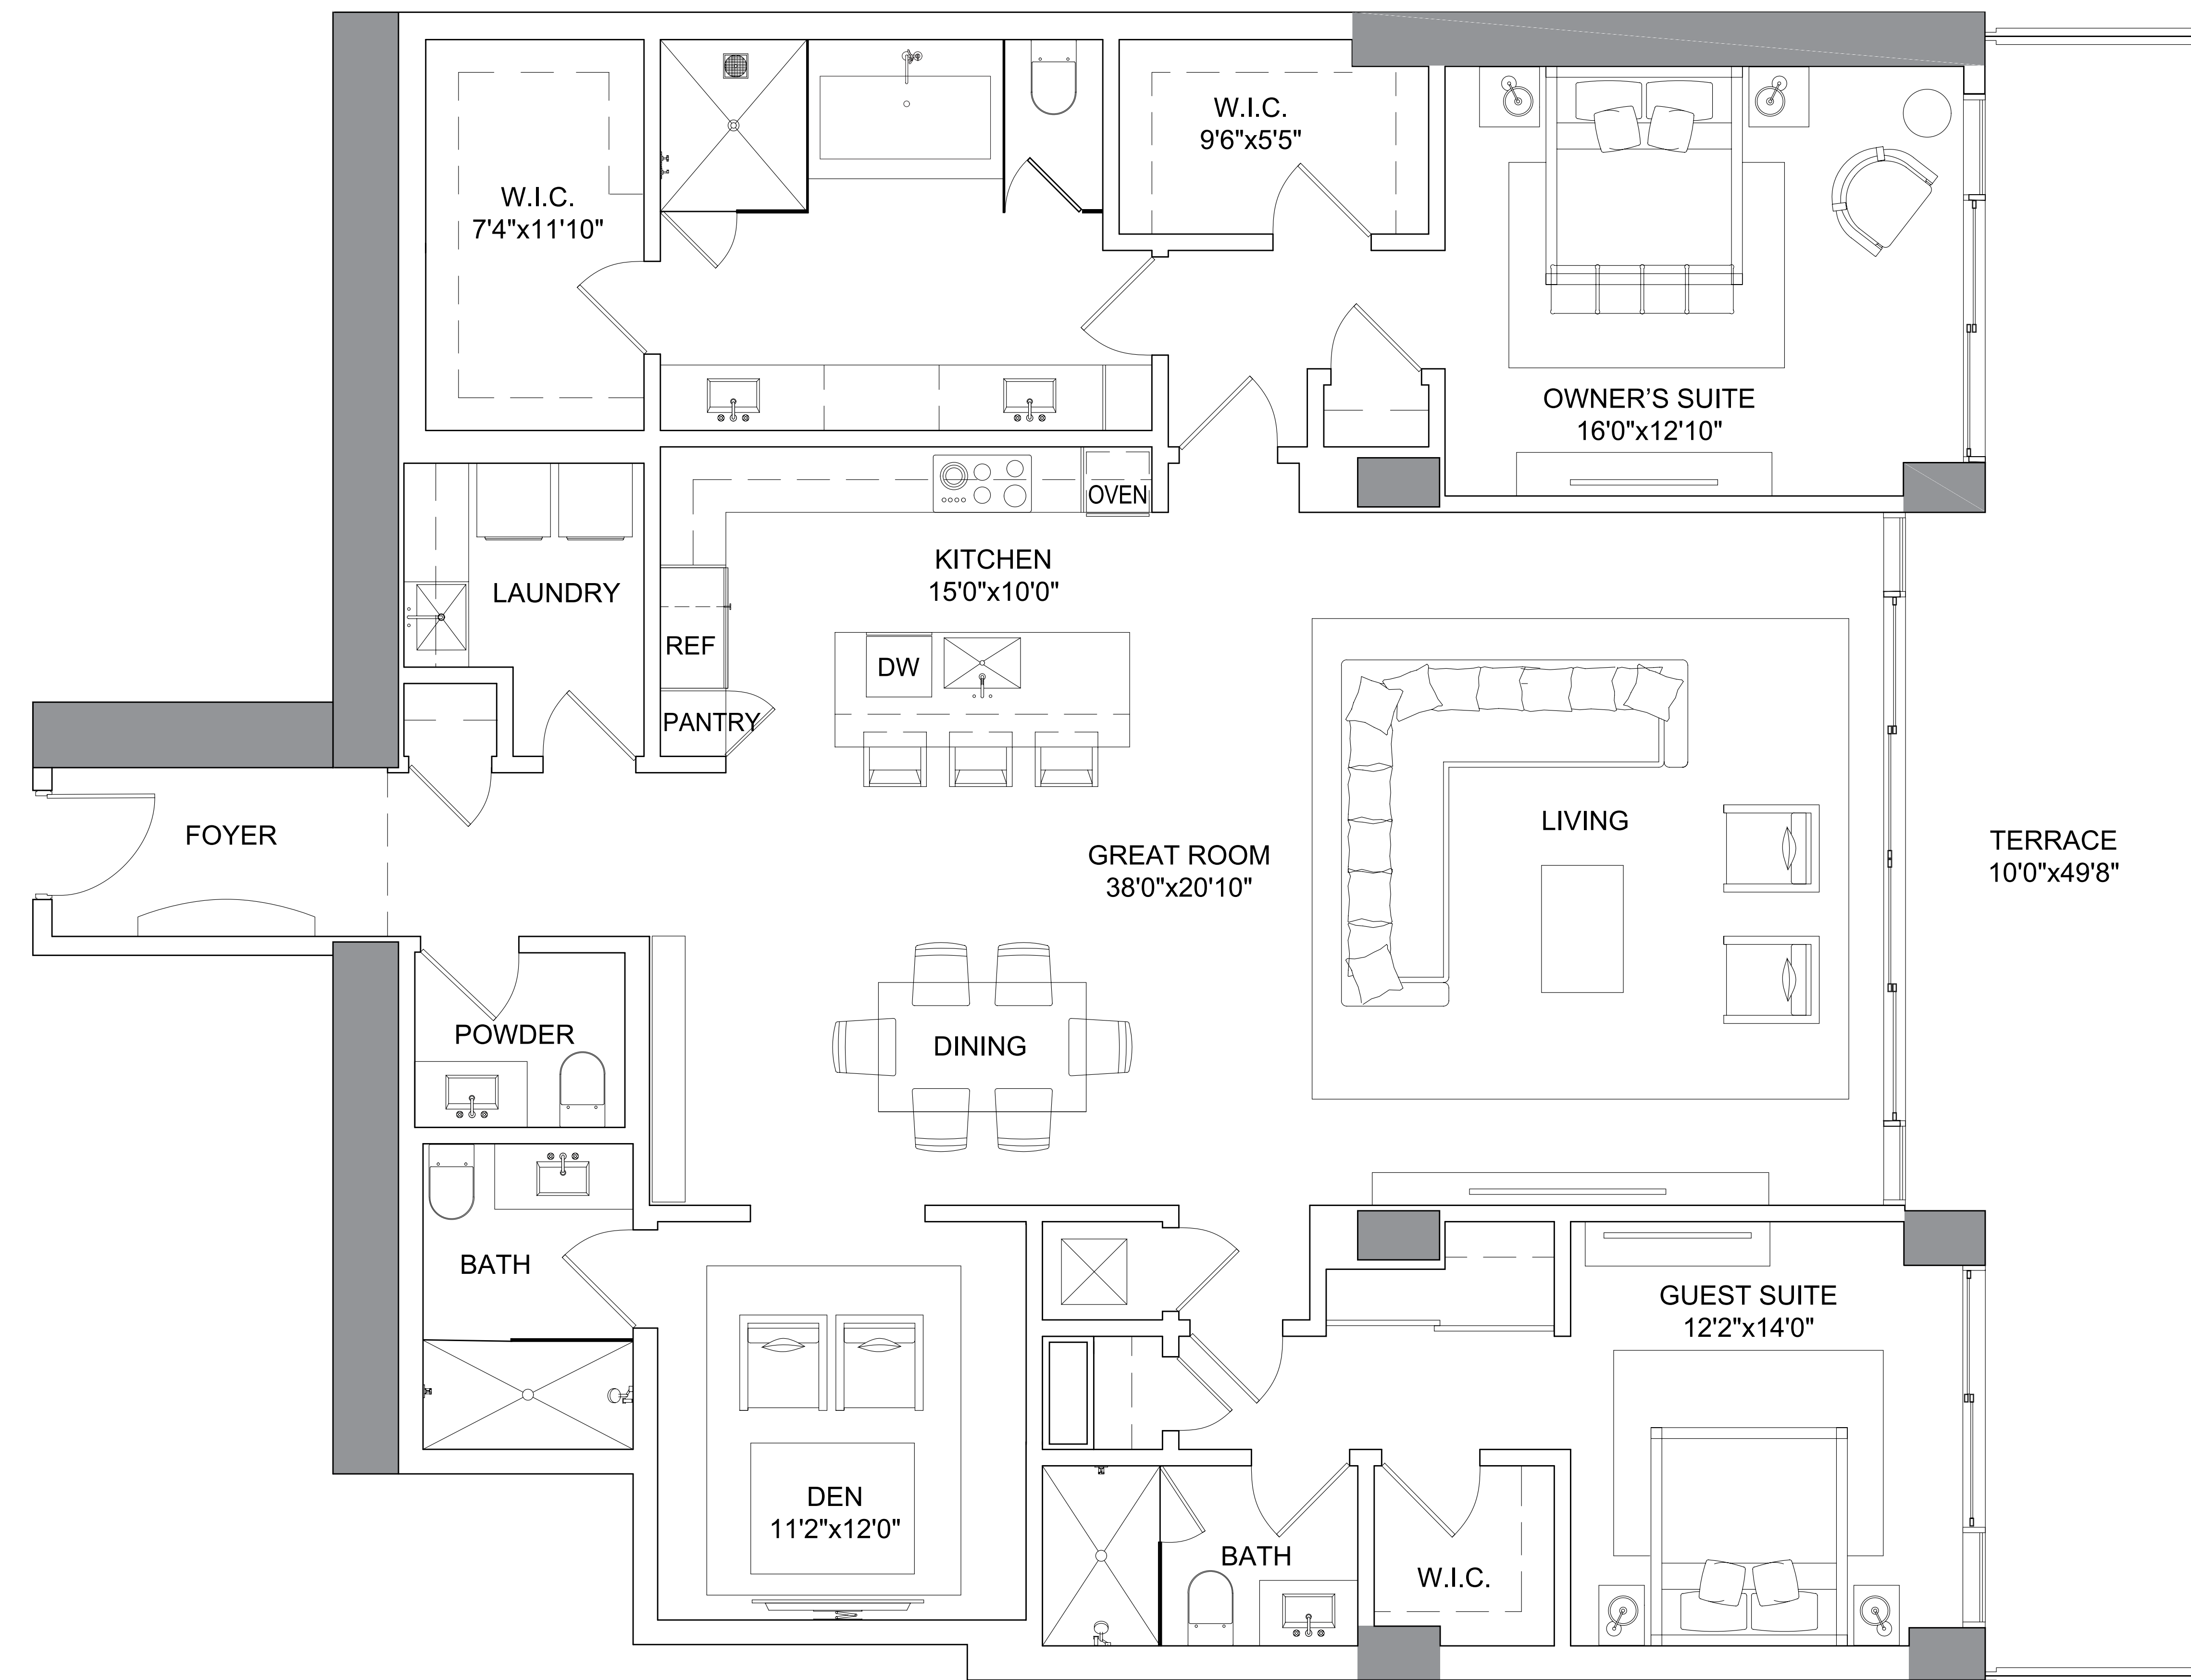 W.I.C.
9'6"x5'5"
W.I.C.
7'4"x11'10"
OWNER'S SUITE
16'0"x12'10"
OVEN
KITCHEN
15'0"x10'0"
LAUNDRY
REF
DW
PANTRY
FOYER
LIVING
GREAT ROOM
38'0"x20'10"
TERRACE
10'0"x49'8"
POWDER
DINING
BATH
GUEST SUITE
12'2"x14'0"
DEN
11'2"x12'0"
BATH
W.I.C.